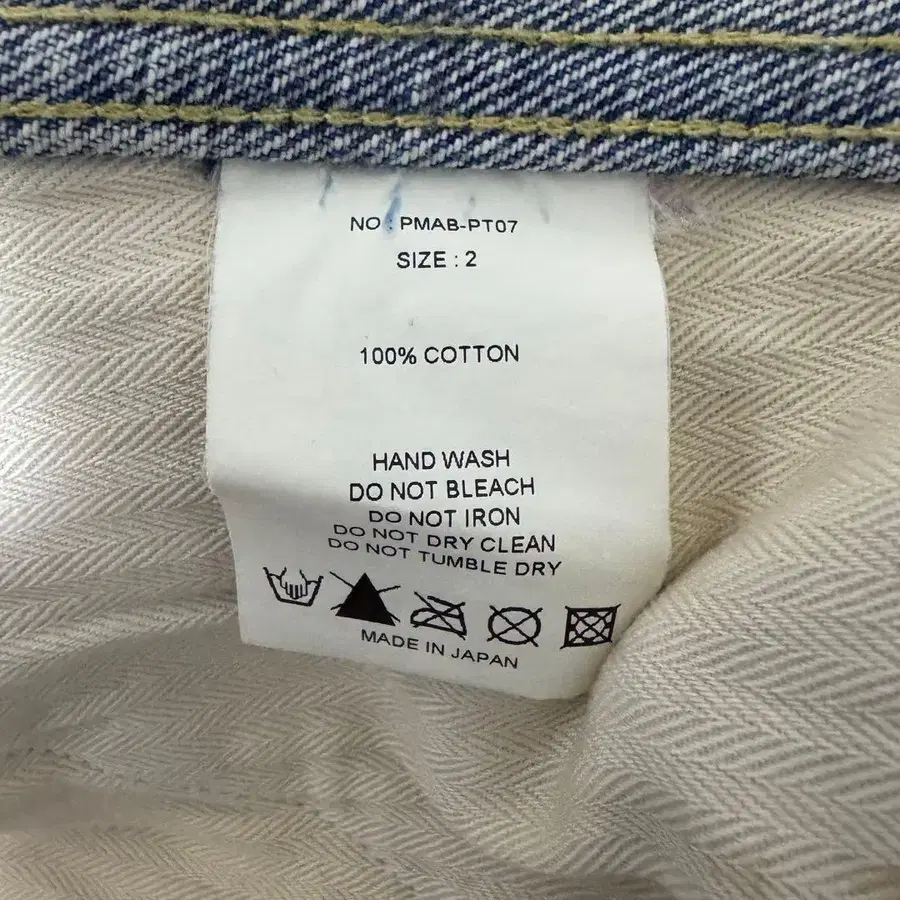 NO : PMAB-PT07
SIZE : 2
100% COTTON
HAND WASH
DO NOT BLEACH
DO NOT IRON
DO NOT DRY CLEAN
DO NOT TUMBLE DRY
MADE IN JAPAN